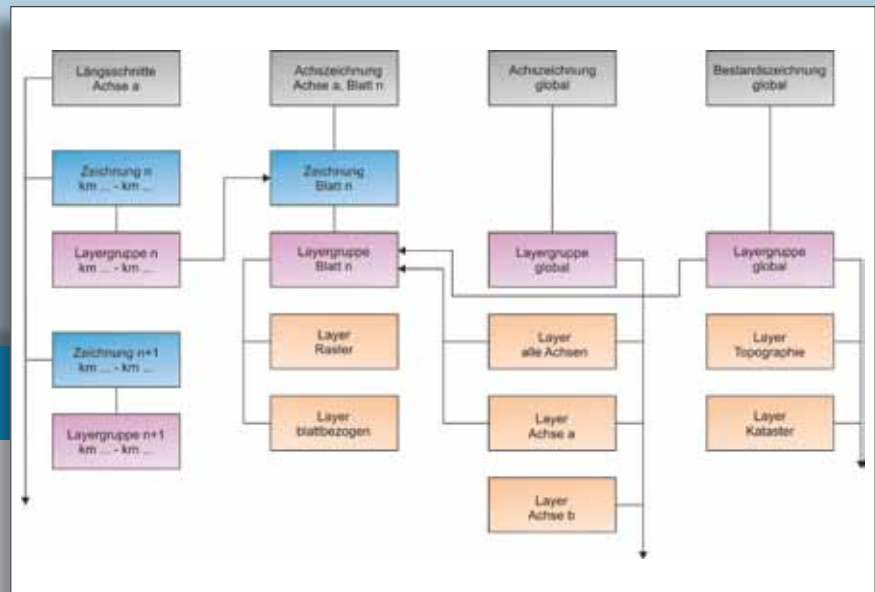 Längsschnitte
Achse a
Achszeichnung
Achse a, Blatt n
Achszeichnung
global
Bestandszeichnung
global
Zeichnung n
km ... - km ...
Zeichnung
Blatt n
Layergruppe n
km ... - km ...
Layergruppe
Blatt n
Layergruppe
global
Layergruppe
global
Zeichnung n+1
km ... - km ...
Layer
Raster
Layer
alle Achsen
Layer
Topographie
Layergruppe n+1
km ... - km ...
Layer
blattbezogen
Layer
Achse a
Layer
Kataster
Layer
Achse b